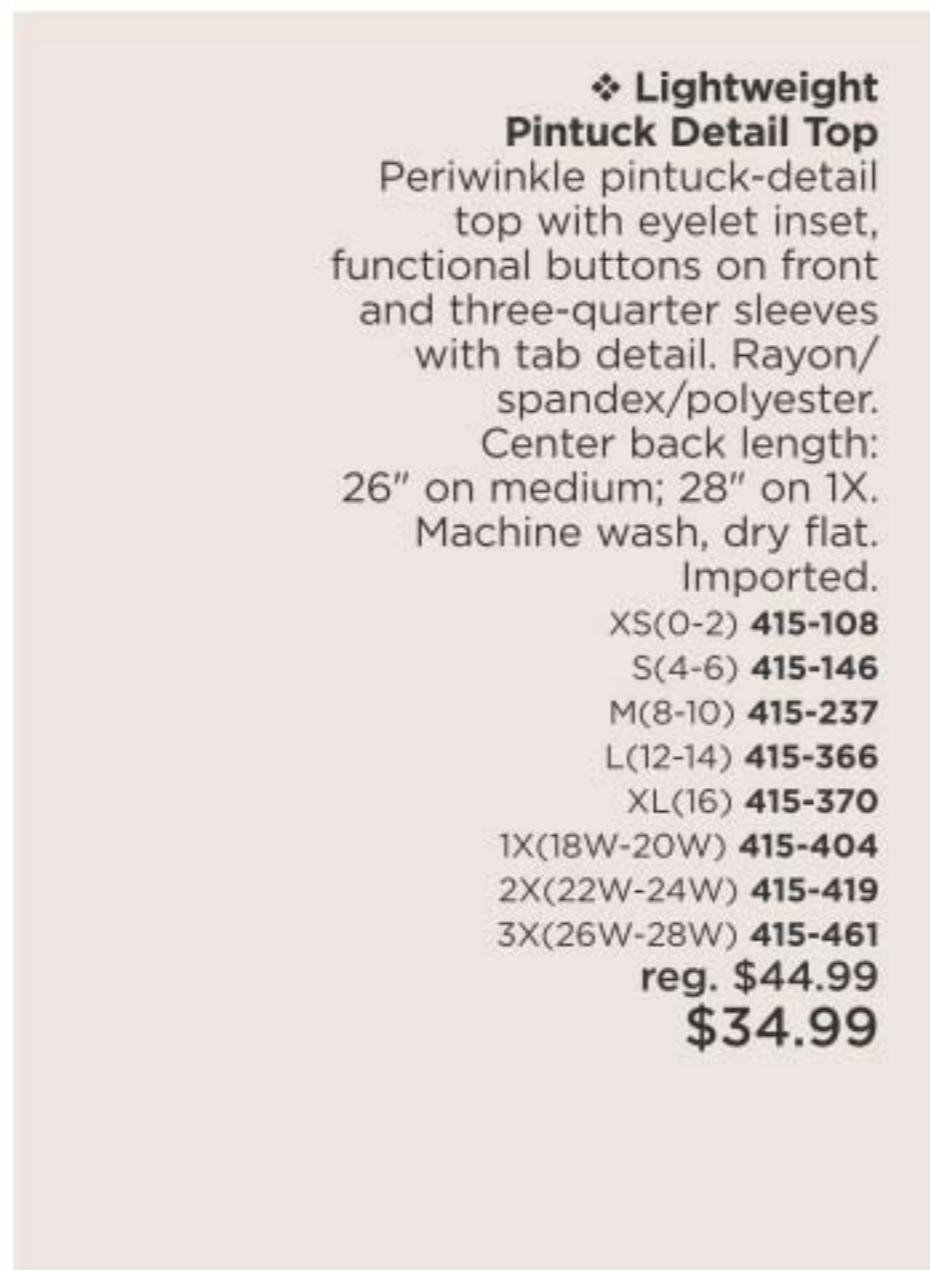 ❖ Lightweight
Pintuck Detail Top
Periwinkle pintuck-detail
top with eyelet inset,
functional buttons on front
and three-quarter sleeves
with tab detail. Rayon/
spandex/polyester.
Center back length:
26" on medium; 28" on 1X.
Machine wash, dry flat.
Imported.
XS(0-2) 415-108
S(4-6) 415-146
M(8-10) 415-237
L(12-14) 415-366
XL(16) 415-370
1X(18W-20W) 415-404
2X(22W-24W) 415-419
3X(26W-28W) 415-461
reg. $44.99
$34.99